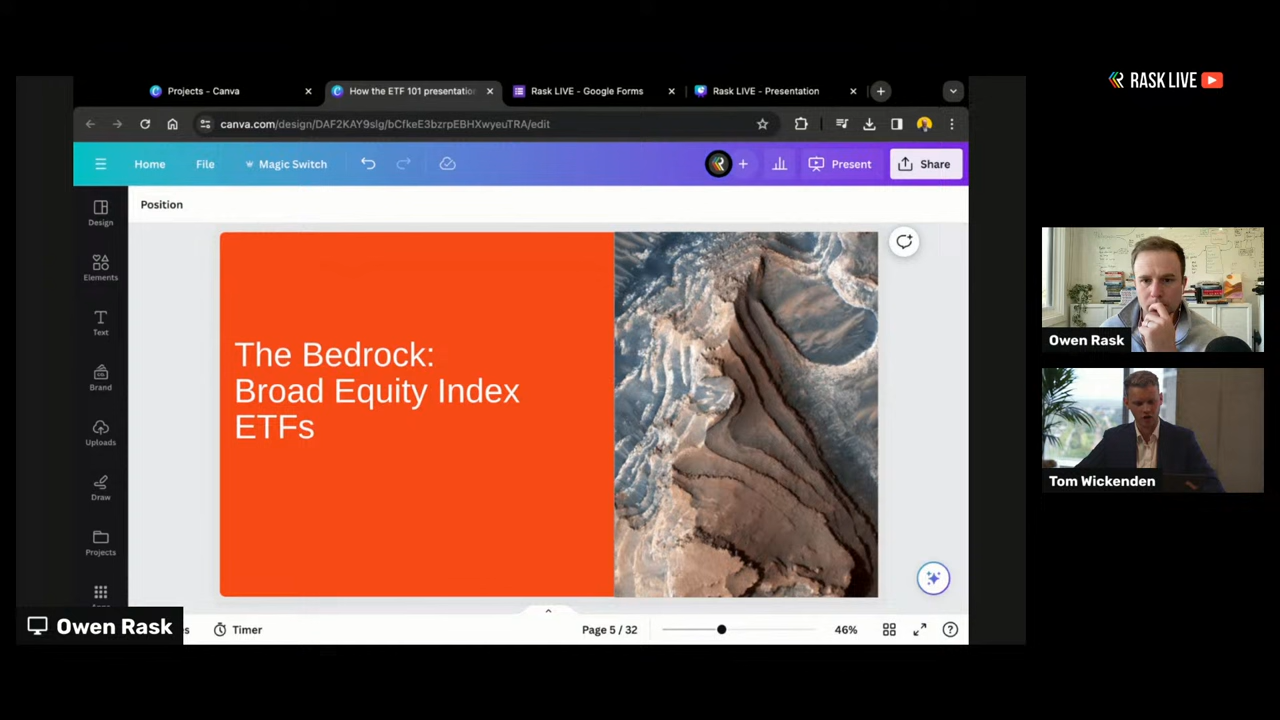 RASK LIVE
Projects - Canva
How the ETF 101 presentatio
Rask LIVE - Google Forms
Rask LIVE - Presentation
canva.com/design/DAF2KAY9slg/bCfkeE3bzrpEBHXwyeuTRA/edit
Home
File
Magic Switch
Present
Share
Position
Design
Elements
Text
Brand
Uploads
Draw
Projects
The Bedrock:
Broad Equity Index
ETFs
Owen Rask
Tom Wickenden
Owen Rask
Timer
Page 5 / 32
46%